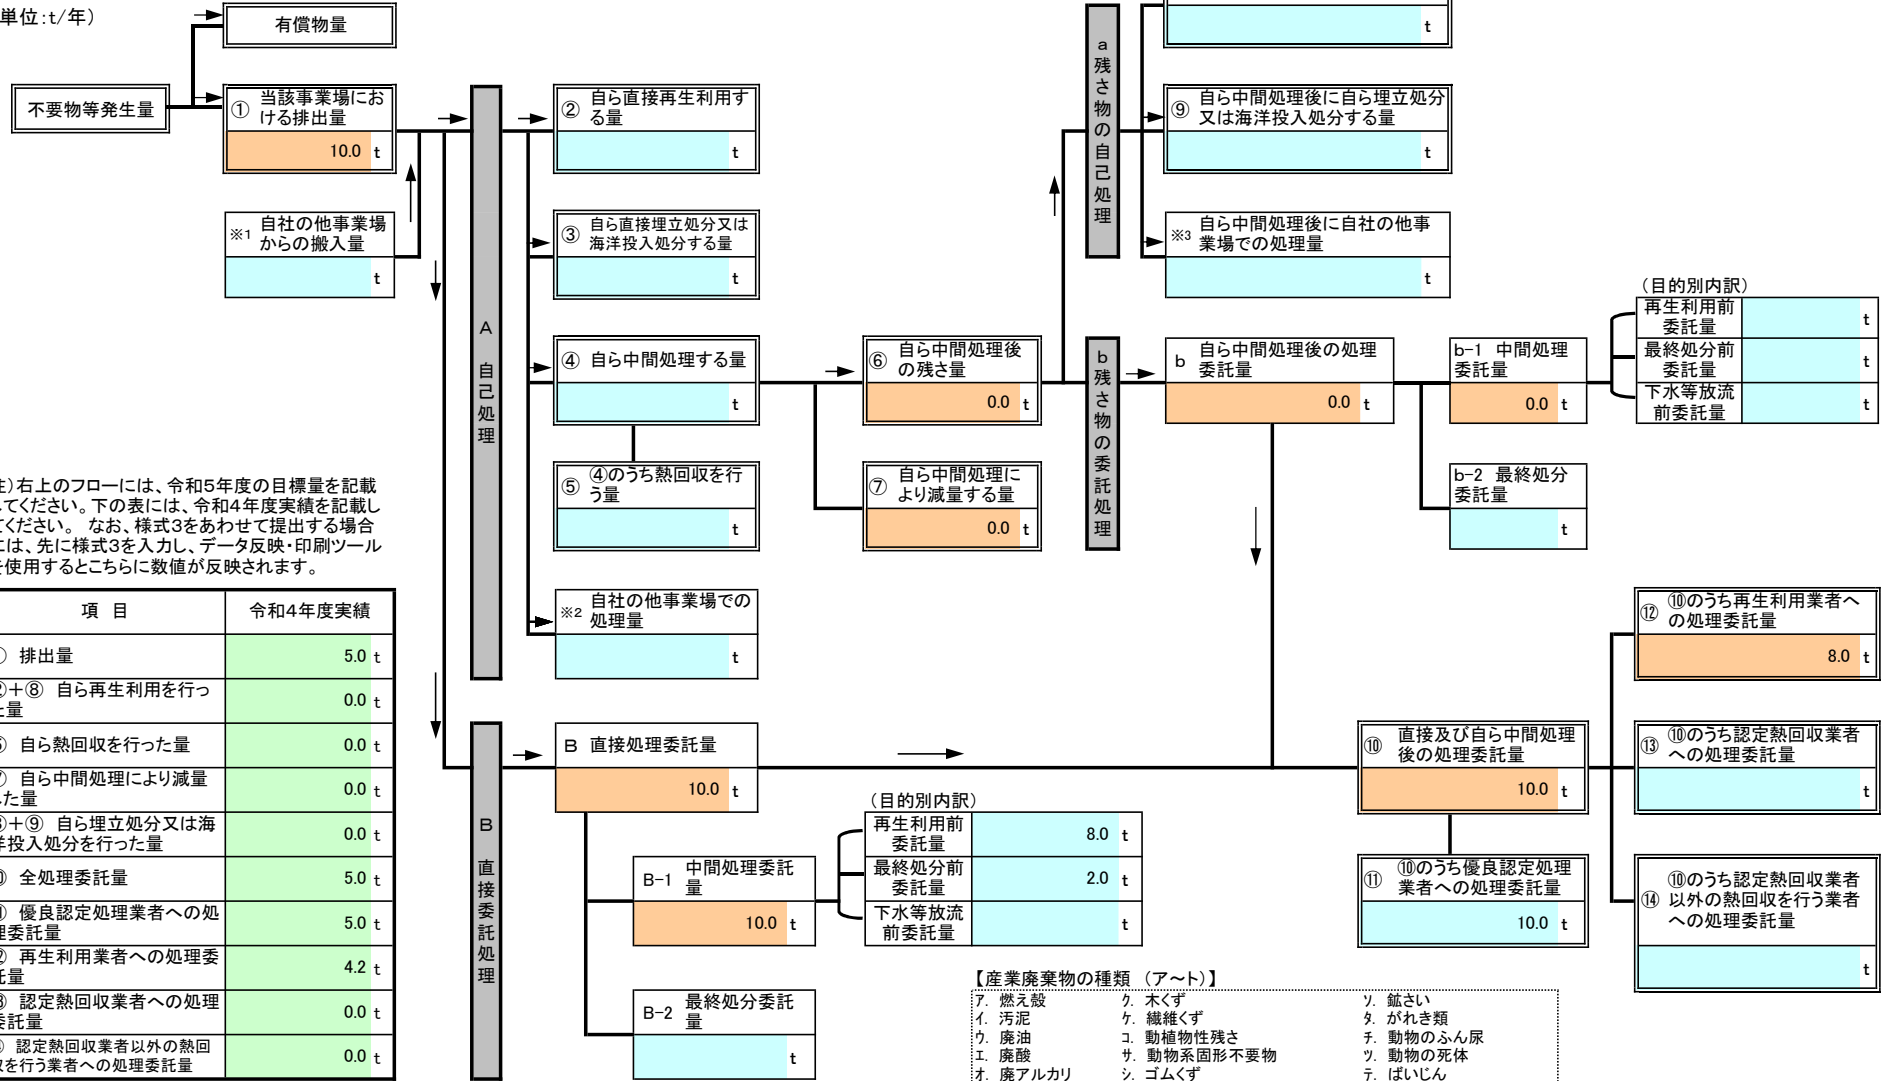 単位:t/年）
有償物量
不要物等発生量
① 当該事業場にお
ける排出量
10.0 t
※1 自社の他事業場
からの搬入量
t
A 自己処理
② 自ら直接再生利用す
る量
t
③ 自ら直接埋立処分又は
海洋投入処分する量
t
④ 自ら中間処理する量
t
⑤ ④のうち熱回収を行
う量
t
※2 自社の他事業場での
処理量
t
⑥ 自ら中間処理後
の残さ量
0.0 t
⑦ 自ら中間処理に
より減量する量
0.0 t
a残さ物の自己処理
t
⑨ 自ら中間処理後に自ら埋立処分
又は海洋投入処分する量
t
※3 自ら中間処理後に自社の他事
業場での処理量
t
b残さ物の委託処理
b 自ら中間処理後の処理
委託量
0.0 t
b-1 中間処理
委託量
0.0 t
b-2 最終処分
委託量
t
（目的別内訳）
再生利用前
委託量
t
最終処分前
委託量
t
下水等放流
前委託量
t
注）右上のフローには、令和5年度の目標量を記載
してください。下の表には、令和4年度実績を記載し
てください。 なお、様式3をあわせて提出する場合
には、先に様式3を入力し、データ反映・印刷ツール
を使用するとこちらに数値が反映されます。
項 目 令和4年度実績
排出量 5.0 t
②+⑧ 自ら再生利用を行っ
た量
0.0 t
自ら熱回収を行った量 0.0 t
自ら中間処理により減量
した量
0.0 t
③+⑨ 自ら埋立処分又は海
洋投入処分を行った量
0.0 t
全処理委託量 5.0 t
優良認定処理業者への処
理委託量
5.0 t
再生利用業者への処理委
託量
4.2 t
認定熱回収業者への処理
委託量
0.0 t
認定熱回収業者以外の熱回
収を行う業者への処理委託量
0.0 t
B 直接委託処理
B 直接処理委託量
10.0 t
B-1 中間処理委託
量
10.0 t
B-2 最終処分委託
量
t
（目的別内訳）
再生利用前
委託量
8.0 t
最終処分前
委託量
2.0 t
下水等放流
前委託量
t
⑩ 直接及び自ら中間処理
後の処理委託量
10.0 t
⑪ ⑩のうち優良認定処理
業者への処理委託量
10.0 t
⑫ ⑩のうち再生利用業者へ
の処理委託量
8.0 t
⑬ ⑩のうち認定熱回収業者
への処理委託量
t
⑭ ⑩のうち認定熱回収業者
以外の熱回収を行う業者
への処理委託量
t
【産業廃棄物の種類 （ア～ト）】
ア. 燃え殻 ク. 木くず ソ. 鉱さい
イ. 汚泥 ケ. 繊維くず タ. がれき類
ウ. 廃油 コ. 動植物性残さ チ. 動物のふん尿
エ. 廃酸 サ. 動物系固形不要物 ツ. 動物の死体
オ. 廃アルカリ シ. ゴムくず テ. ばいじん